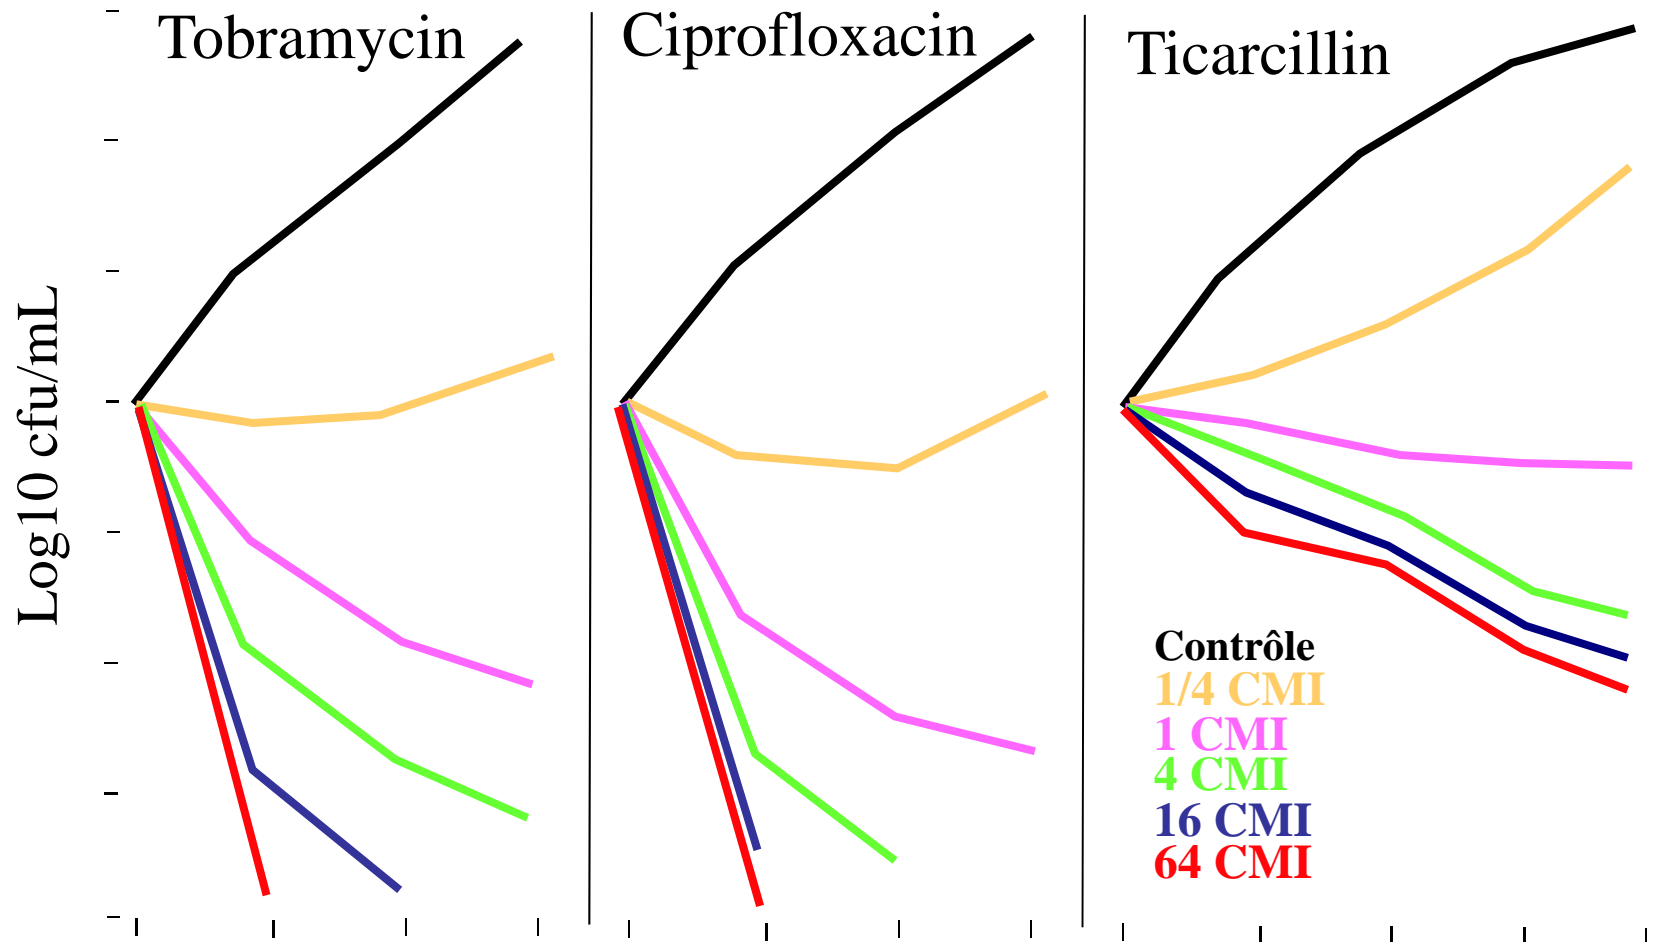 Tobramycin
Ciprofloxacin
Ticarcillin
Log10 cfu/mL
Contrôle
1/4 CMI
1 CMI
4 CMI
16 CMI
64 CMI